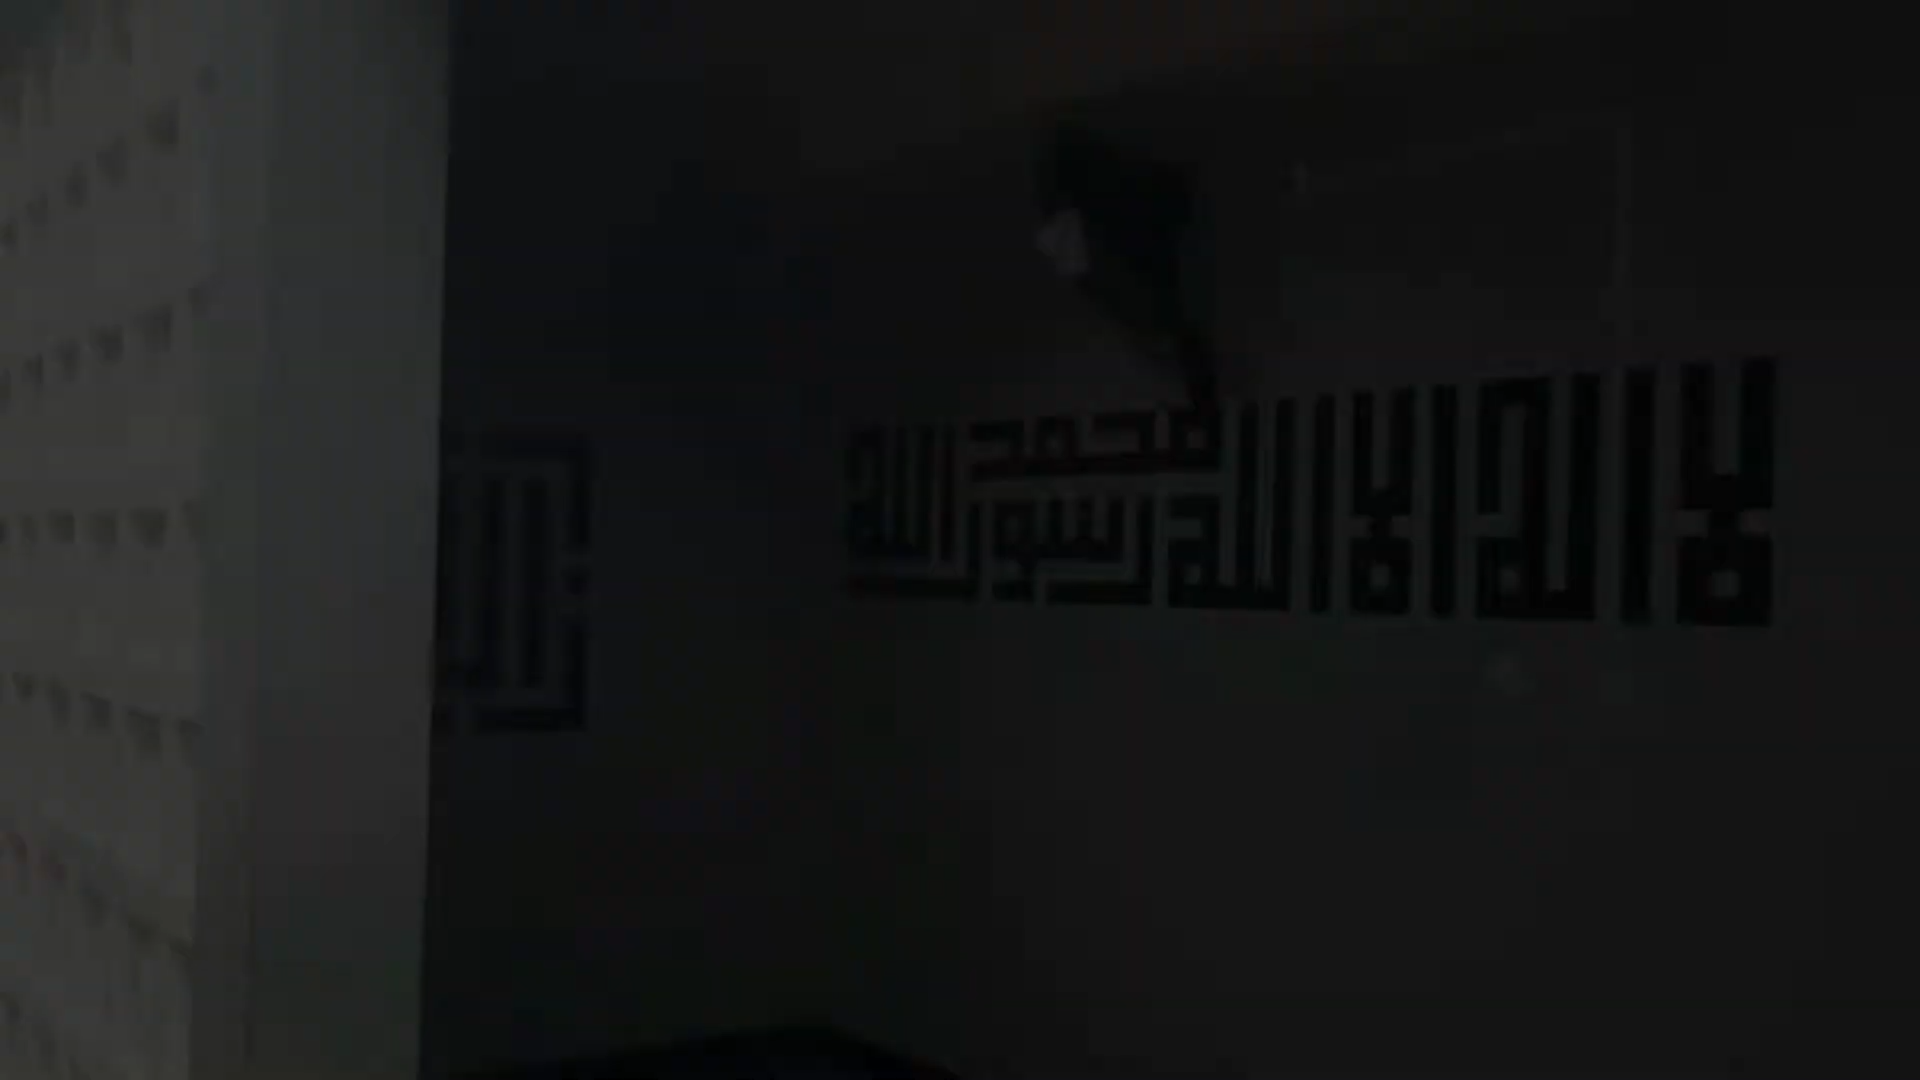 لا اله الا الله محمد رسول الله